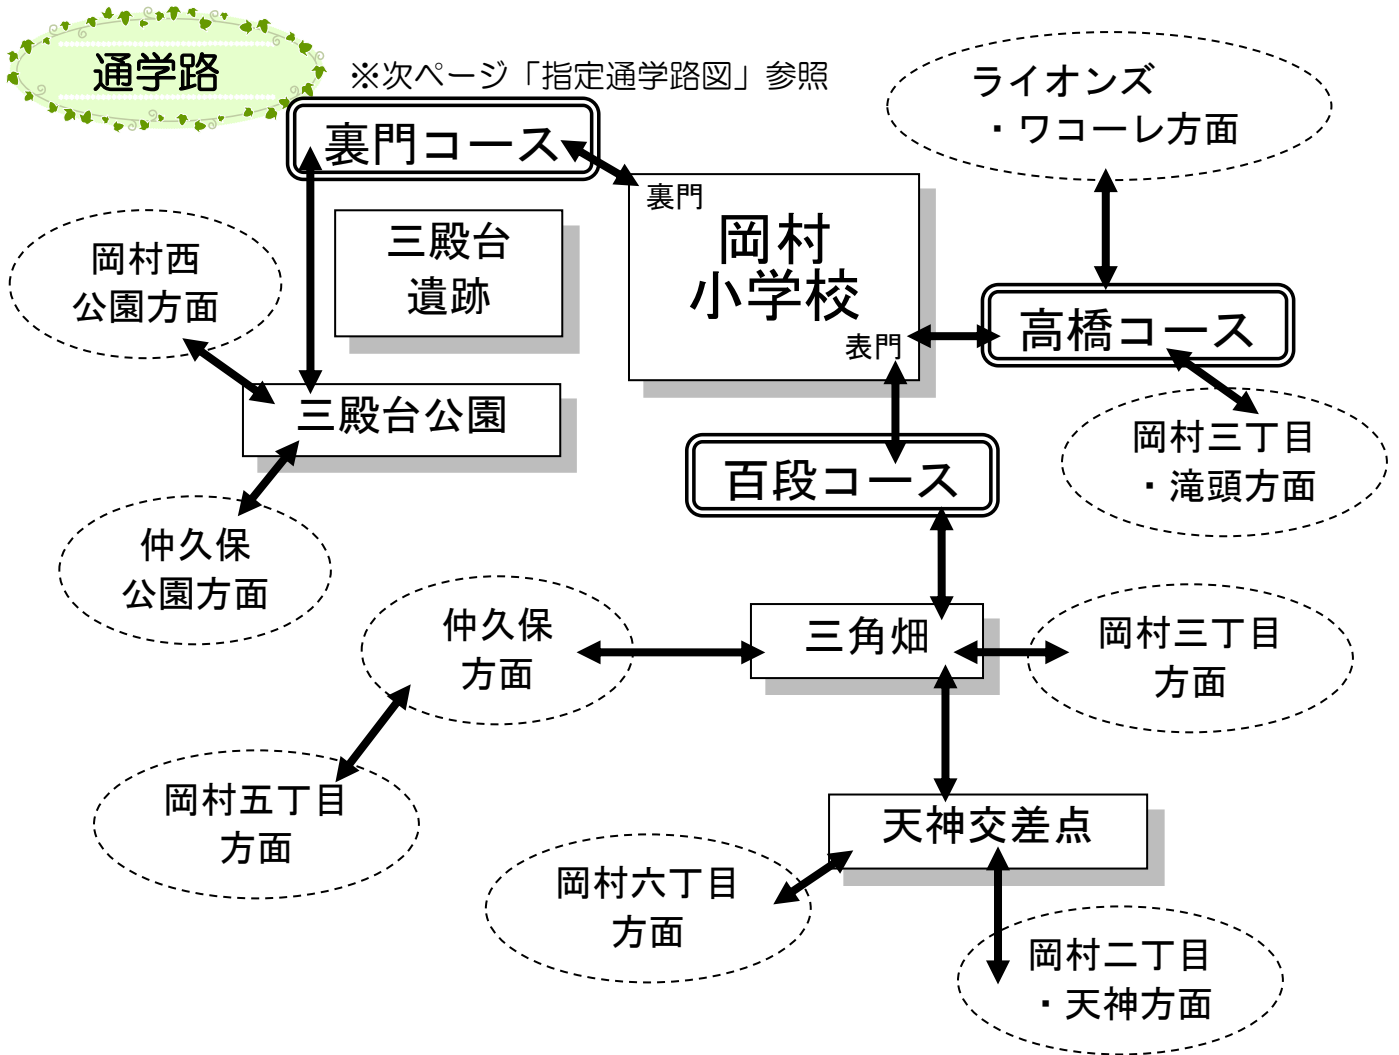 通学路
※次ページ「指定通学路図」参照
ライオンズ
・ワコーレ方面
裏門コース
裏門
岡村
小学校
表門
三殿台
遺跡
岡村西
公園方面
高橋コース
三殿台公園
岡村三丁目
・滝頭方面
百段コース
仲久保
公園方面
仲久保
方面
三角畑
岡村三丁目
方面
岡村五丁目
方面
天神交差点
岡村六丁目
方面
岡村二丁目
・天神方面